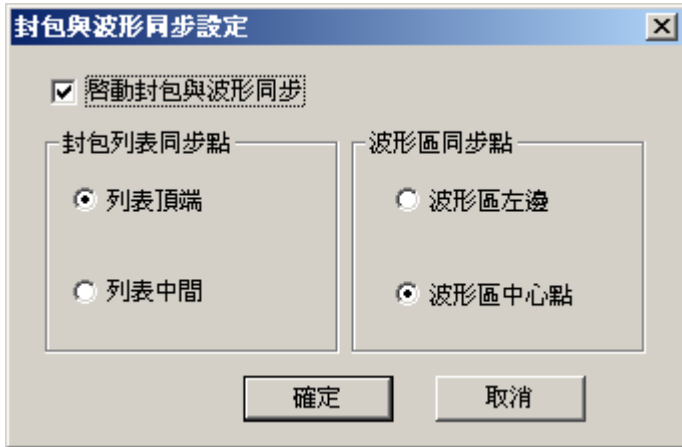 封包與波形同步設定
啓動封包與波形同步
封包列表同步點
列表頂端
列表中間
波形區同步點
波形區左邊
波形區中心點
確定
取消